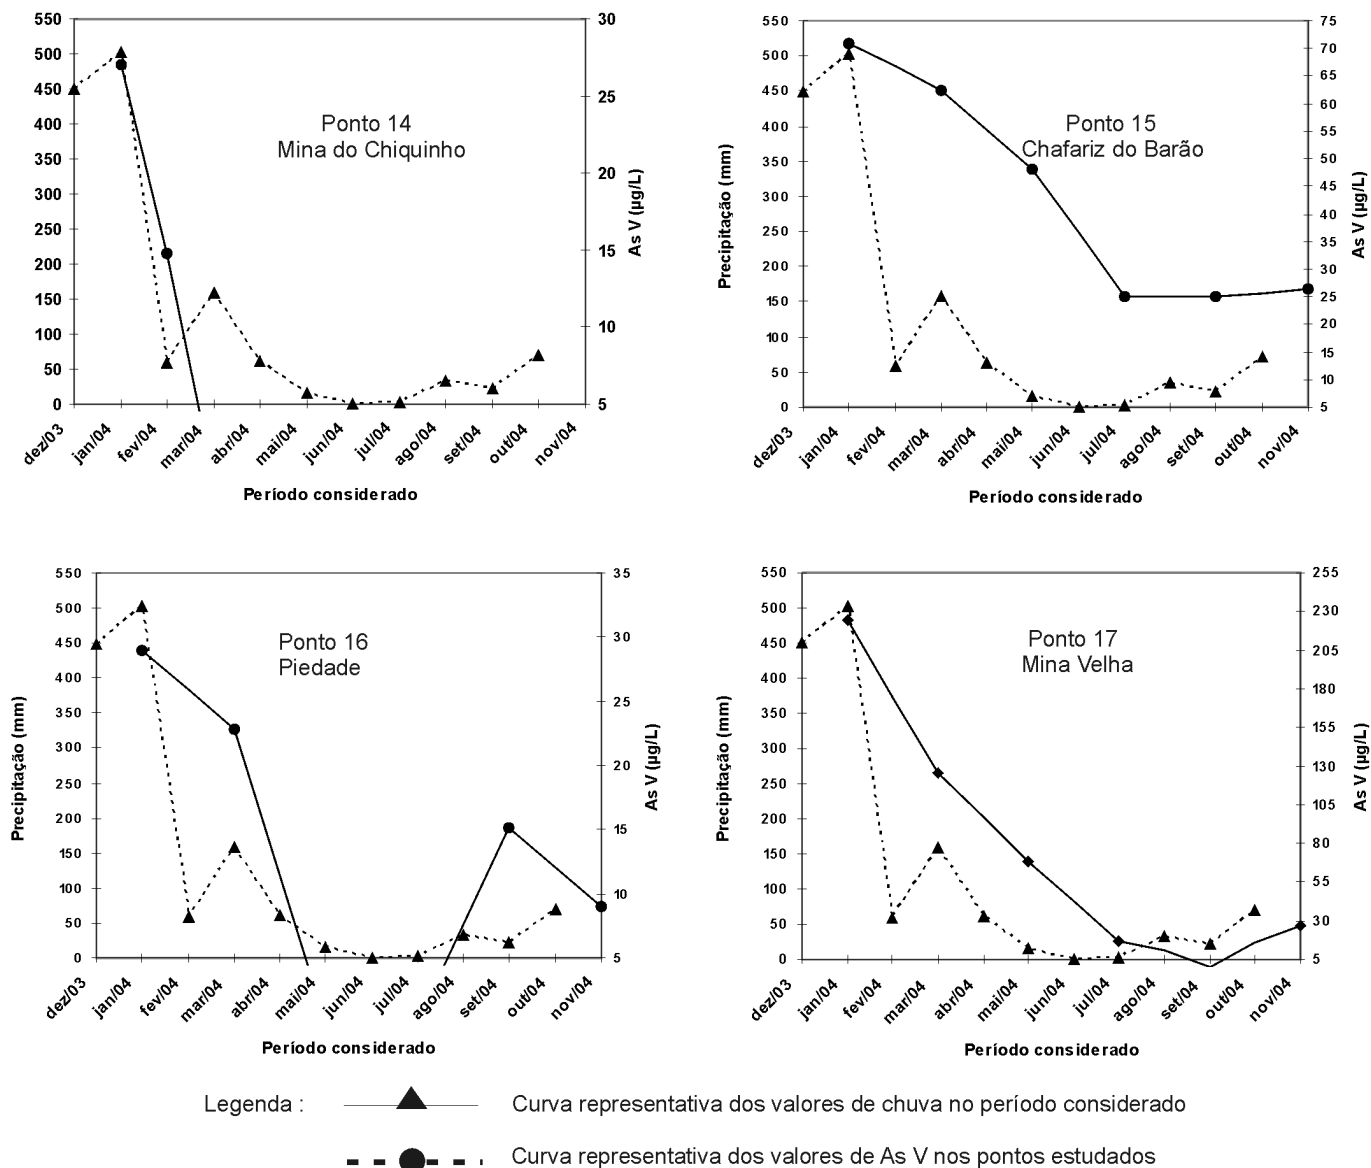 Ponto 14
Mina do Chiquinho
550
500
450
400
350
300
250
200
150
100
50
0
30
25
20
15
10
5
As V (µg/L)
dez/03
jan/04
fev/04
mar/04
abr/04
mai/04
jun/04
jul/04
ago/04
set/04
out/04
nov/04
Período considerado
Ponto 15
Chafariz do Barão
Precipitação (mm)
550
500
450
400
350
300
250
200
150
100
50
0
75
70
65
60
55
50
45
40
35
30
25
20
15
10
5
As V (µg/L)
dez/03
jan/04
fev/04
mar/04
abr/04
mai/04
jun/04
jul/04
ago/04
set/04
out/04
nov/04
Período considerado
Ponto 16
Piedade
Precipitação (mm)
550
500
450
400
350
300
250
200
150
100
50
0
35
30
25
20
15
10
5
As V (µg/L)
dez/03
jan/04
fev/04
mar/04
abr/04
mai/04
jun/04
jul/04
ago/04
set/04
out/04
nov/04
Período considerado
Ponto 17
Mina Velha
Precipitação (mm)
550
500
450
400
350
300
250
200
150
100
50
0
255
230
205
180
155
130
105
80
55
30
5
As V (µg/L)
dez/03
jan/04
fev/04
mar/04
abr/04
mai/04
jun/04
jul/04
ago/04
set/04
out/04
nov/04
Período considerado
Legenda : Curva representativa dos valores de chuva no período considerado
Curva representativa dos valores de As V nos pontos estudados